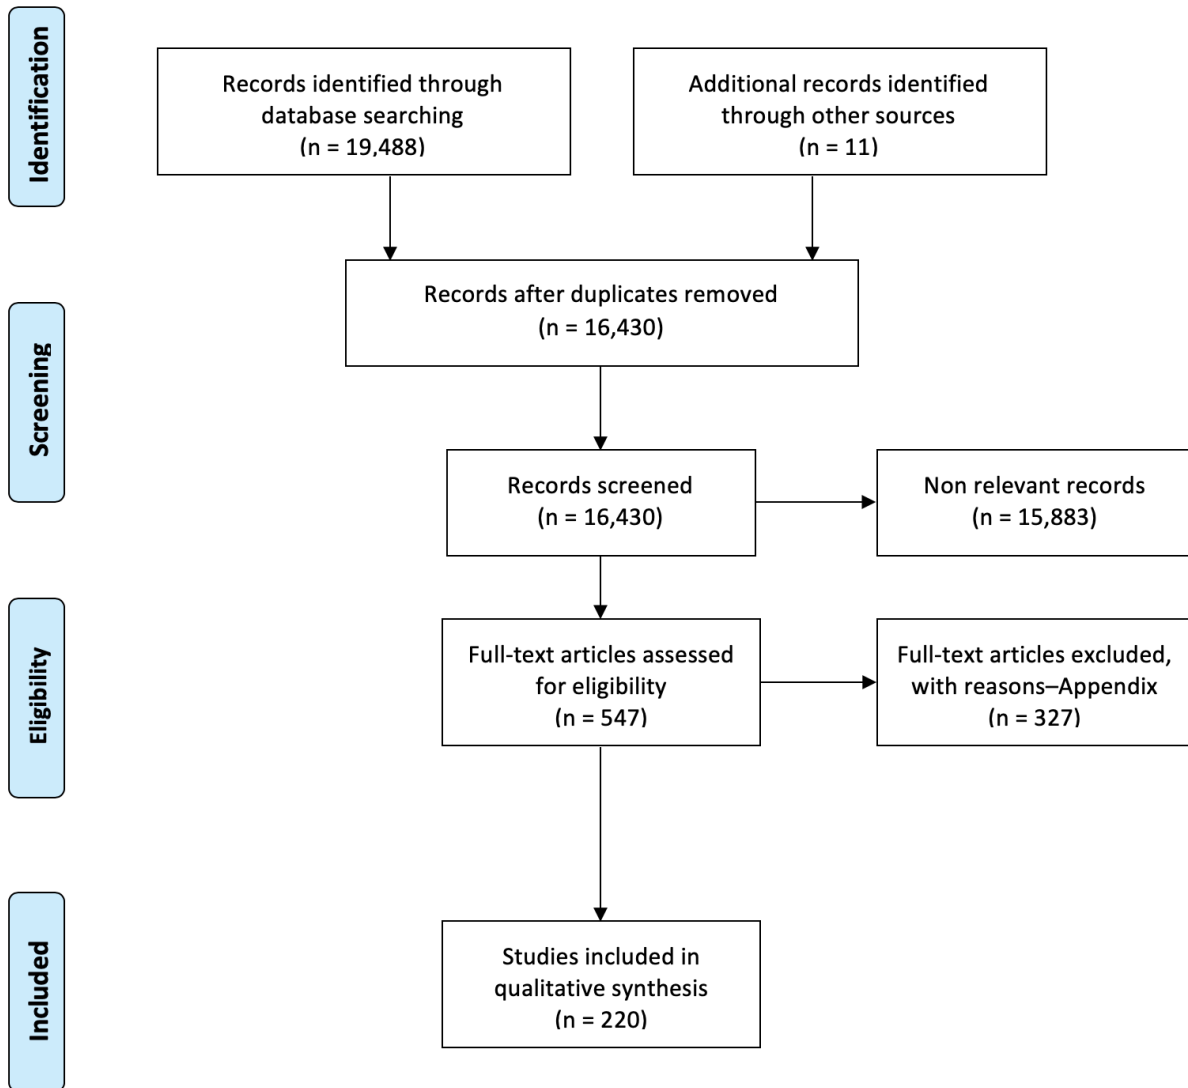 Identification
Records identified through
database searching
(n = 19,488)
Additional records identified
through other sources
(n = 11)
Records after duplicates removed
(n = 16,430)
Screening
Records screened
(n = 16,430)
Non relevant records
(n = 15,883)
Eligibility
Full-text articles assessed
for eligibility
(n = 547)
Full-text articles excluded,
with reasons–Appendix
(n = 327)
Included
Studies included in
qualitative synthesis
(n = 220)